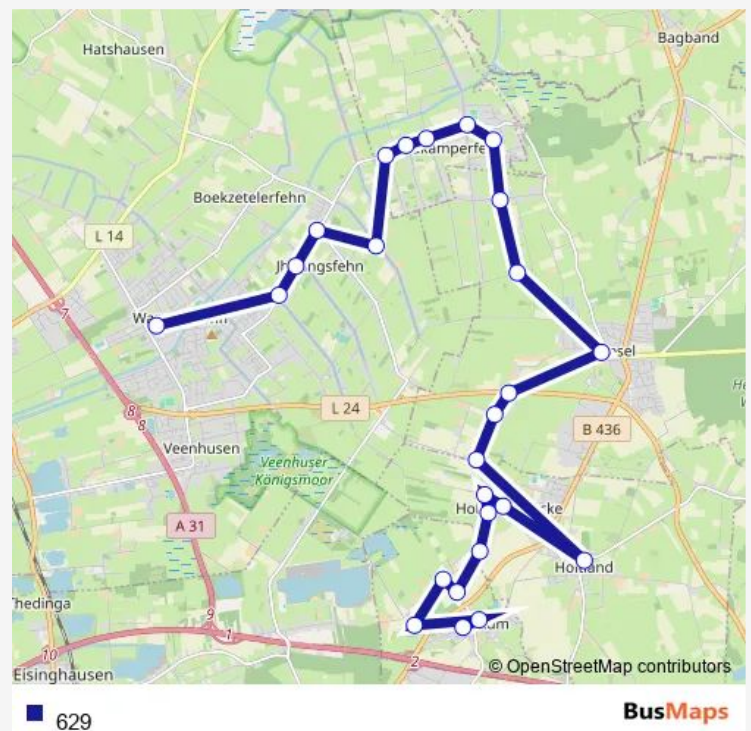 Hatshausen
Bagband
Boekzetelerfehn
L 14
7
8
8
L 24
B 436
Veenhusen
Veenhuser
Königsmoor
A 31
Holtland
Thedinga
9
1
10
2
Eisinghausen
© OpenStreetMap contributors
629
BusMaps